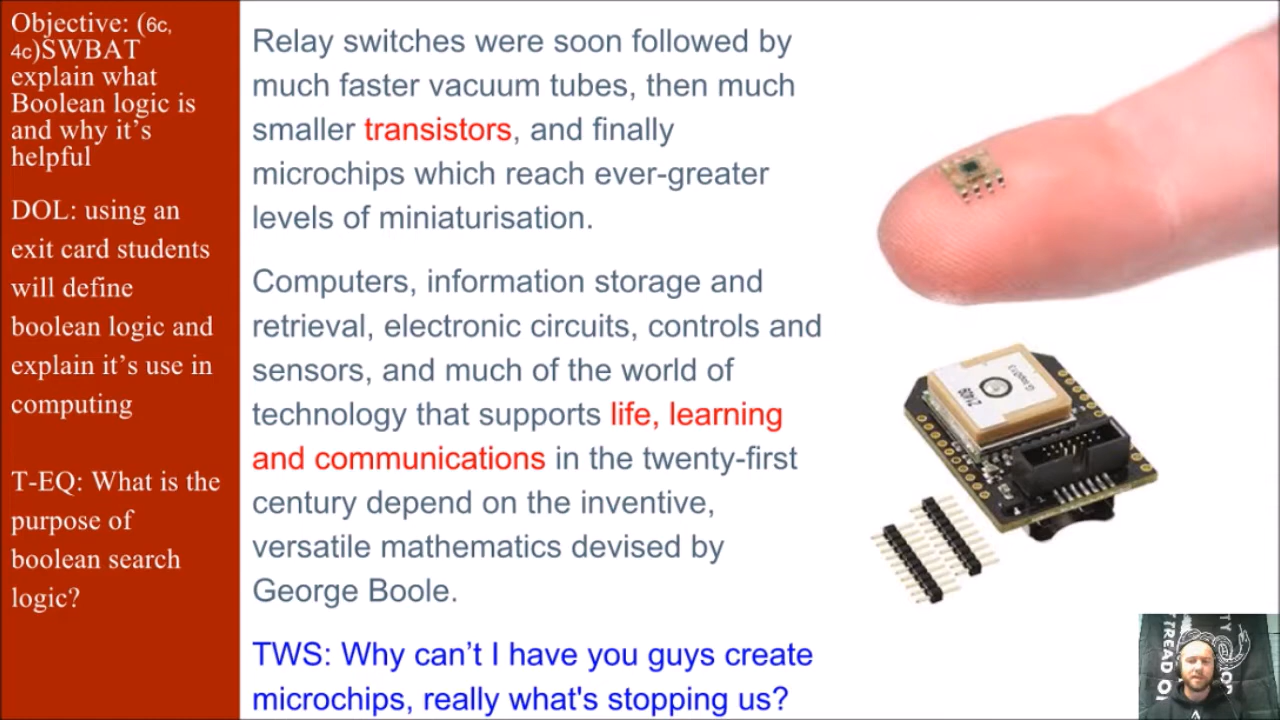 Objective: (6c,
4c)SWBAT
explain what
Boolean logic is
and why it's
helpful
DOL: using an
exit card students
will define
boolean logic and
explain it's use in
computing
T-EQ: What is the
purpose of
boolean search
logic?
Relay switches were soon followed by
much faster vacuum tubes, then much
smaller transistors, and finally
microchips which reach ever-greater
levels of miniaturisation.
Computers, information storage and
retrieval, electronic circuits, controls and
sensors, and much of the world of
technology that supports life, learning
and communications in the twenty-first
century depend on the inventive,
versatile mathematics devised by
George Boole.
TWS: Why can't I have you guys create
microchips, really what's stopping us?
TREAD